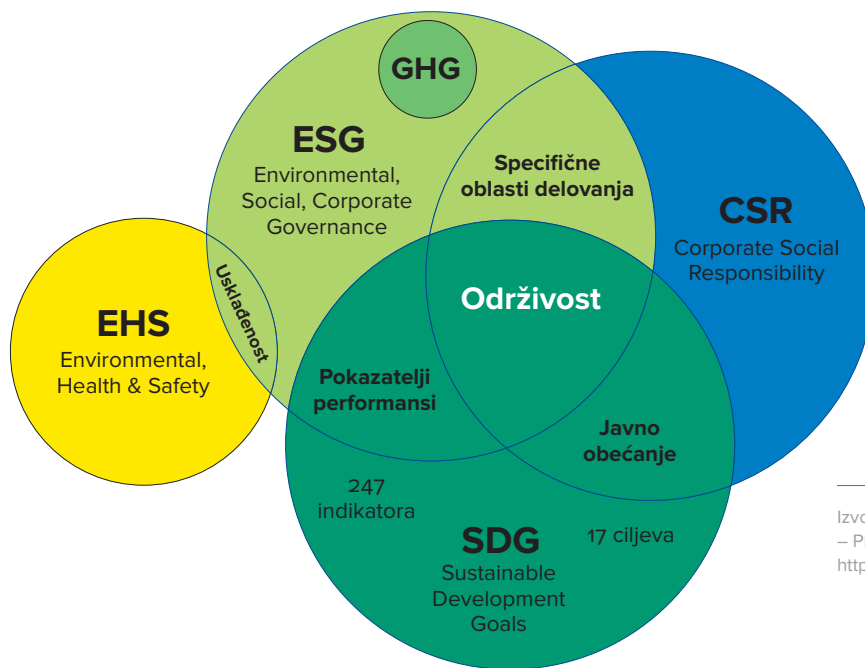 GHG
ESG
Environmental,
Social, Corporate
Governance
Specifične
oblasti delovanja
CSR
Corporate Social
Responsibility
Usklađenost
EHS
Environmental,
Health & Safety
Održivost
Pokazatelji
performansi
Javno
obećanje
247
indikatora
17 ciljeva
SDG
Sustainable
Development
Goals